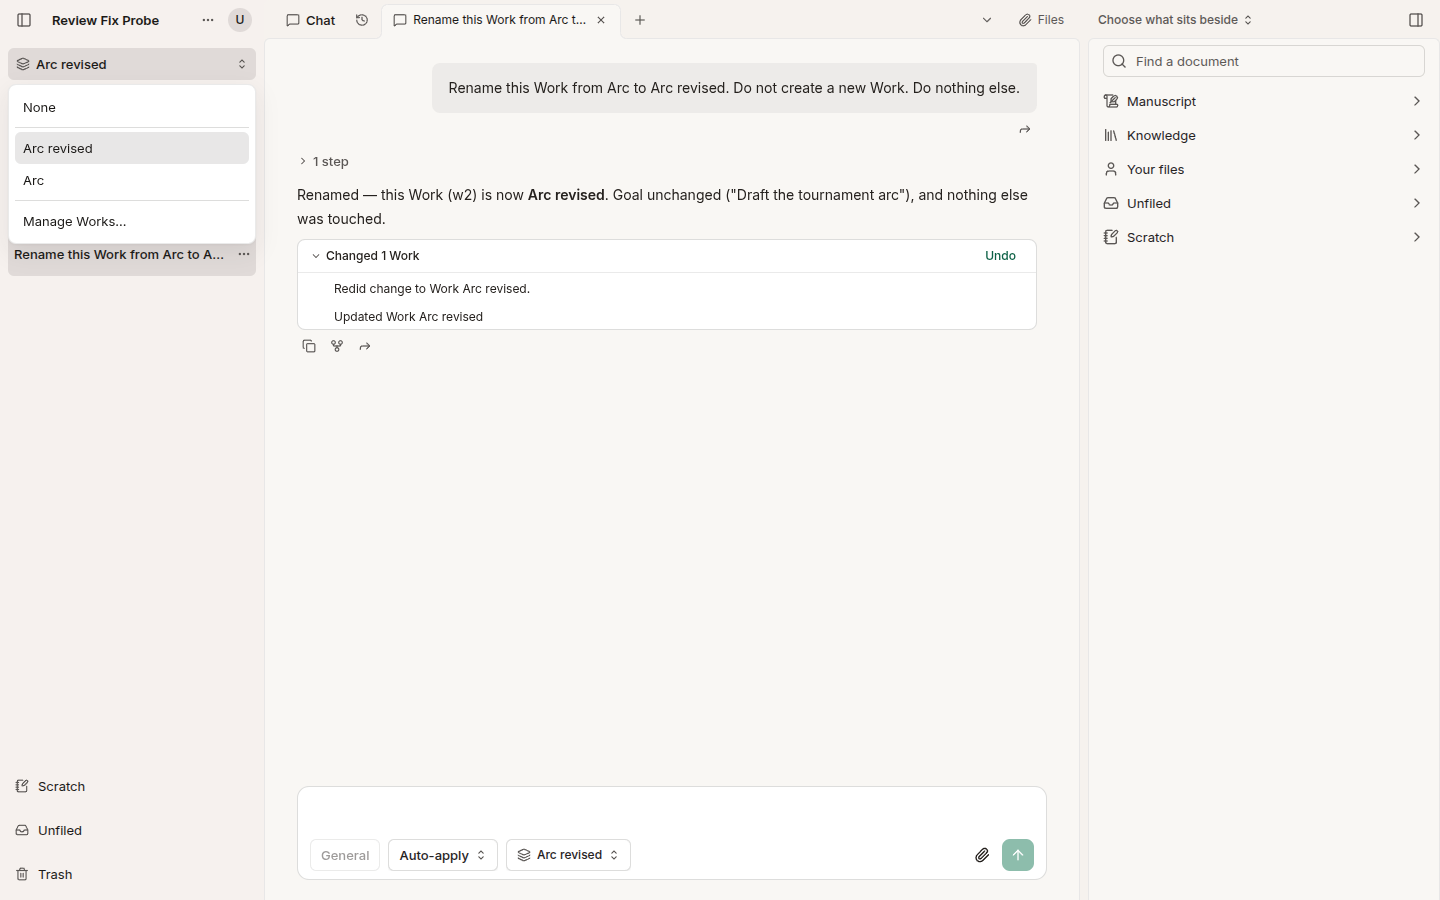 Review Fix Probe
U
Arc revised
None
Arc revised
Arc
Manage Works...
Rename this Work from Arc to A...
Scratch
Unfiled
Trash
Chat
Rename this Work from Arc t...
Files
Rename this Work from Arc to Arc revised. Do not create a new Work. Do nothing else.
1 step
Renamed — this Work (w2) is now Arc revised. Goal unchanged ("Draft the tournament arc"), and nothing else
was touched.
Changed 1 Work
Undo
Redid change to Work Arc revised.
Updated Work Arc revised
General
Auto-apply
Arc revised
Choose what sits beside
Find a document
Manuscript
Knowledge
Your files
Unfiled
Scratch